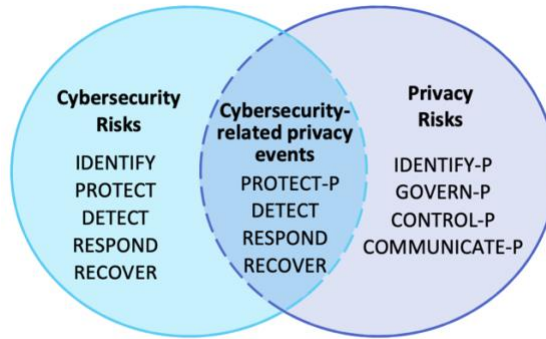 Cybersecurity
Risks
IDENTIFY
PROTECT
DETECT
RESPOND
RECOVER
Cybersecurity-
related privacy
events
PROTECT-P
DETECT
RESPOND
RECOVER
Privacy
Risks
IDENTIFY-P
GOVERN-P
CONTROL-P
COMMUNICATE-P